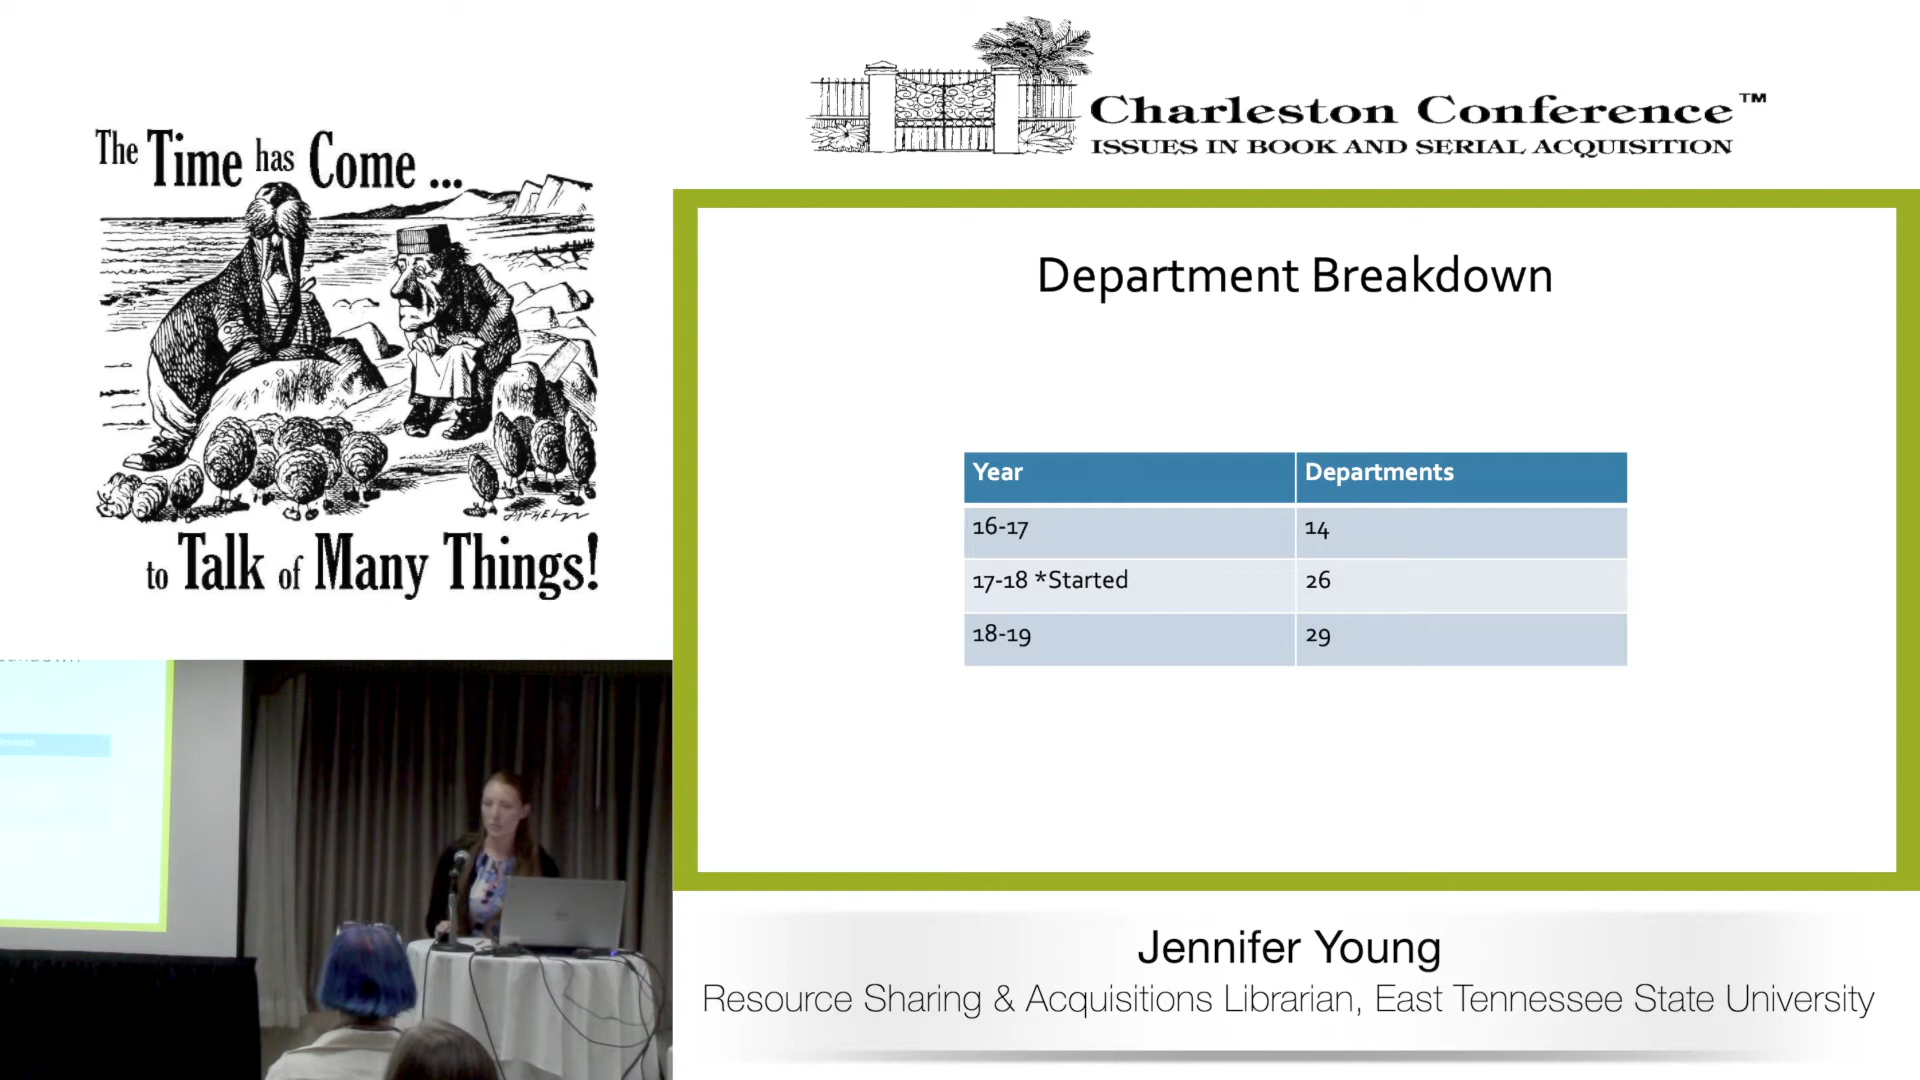 The Time has Come ...
to Talk of Many Things!
Charleston Conference™
ISSUES IN BOOK AND SERIAL ACQUISITION
Department Breakdown
Year Departments
16-17 14
17-18 *Started 26
18-19 29
Jennifer Young
Resource Sharing & Acquisitions Librarian, East Tennessee State University